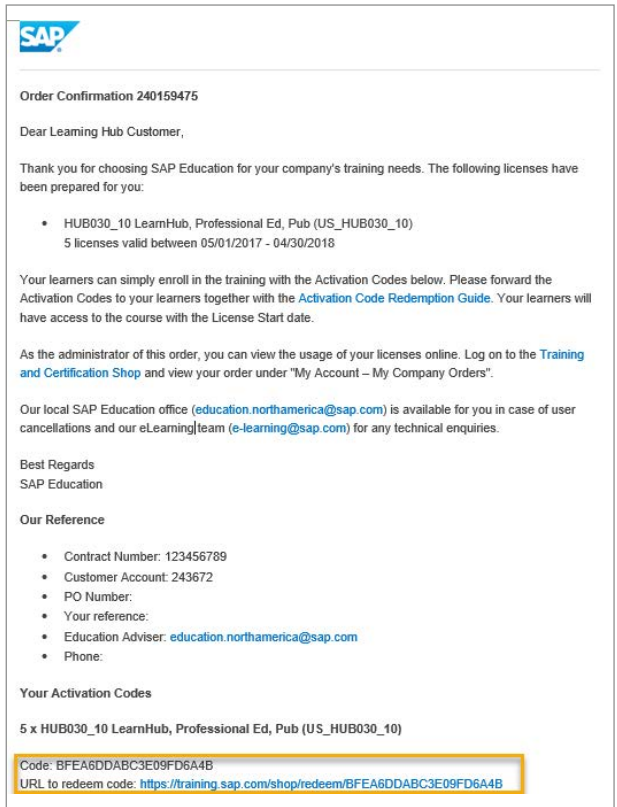 SAP
Order Confirmation 240159475
Dear Learning Hub Customer,
Thank you for choosing SAP Education for your company's training needs. The following licenses have
been prepared for you:
• HUB030_10 LearnHub, Professional Ed, Pub (US_HUB030_10)
5 licenses valid between 05/01/2017 - 04/30/2018
Your learners can simply enroll in the training with the Activation Codes below. Please forward the
Activation Codes to your learners together with the Activation Code Redemption Guide. Your learners will
have access to the course with the License Start date.
As the administrator of this order, you can view the usage of your licenses online. Log on to the Training
and Certification Shop and view your order under "My Account – My Company Orders".
Our local SAP Education office (education.northamerica@sap.com) is available for you in case of user
cancellations and our eLearning team (e-learning@sap.com) for any technical enquiries.
Best Regards
SAP Education
Our Reference
• Contract Number: 123456789
• Customer Account: 243672
• PO Number:
• Your reference:
• Education Adviser: education.northamerica@sap.com
• Phone:
Your Activation Codes
5 x HUB030_10 LearnHub, Professional Ed, Pub (US_HUB030_10)
Code: BFEA6DDABC3E09FD6A4B
URL to redeem code: https://training.sap.com/shop/redeem/BFEA6DDABC3E09FD6A4B